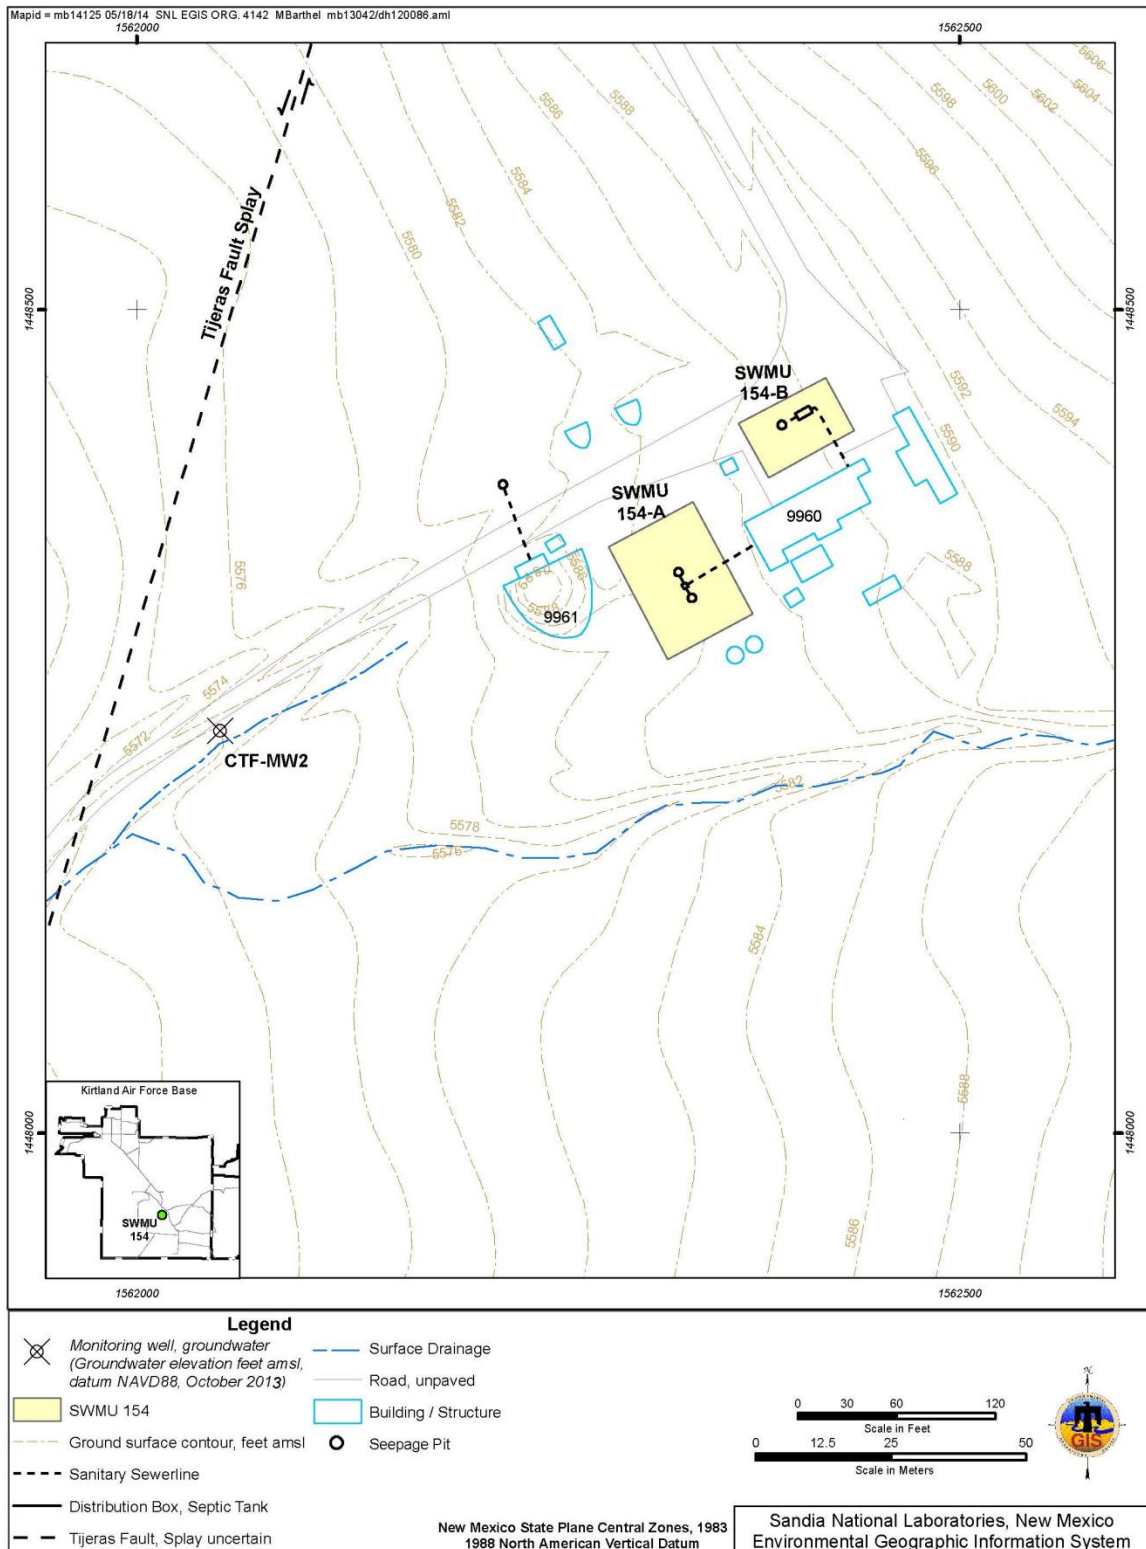 Mapid = mb14125 05/18/14 SNL EGIS ORG. 4142 MBarthel mb13042/dh120086.aml
1562000
1562500
5606
5604
5602
5600
5598
5596
5588
5586
5584
5582
5580
Tijeras Fault Splay
1448500
1448500
5592
5594
5590
SWMU
154-B
SWMU
154-A
9960
5576
5586
5588
5588
9961
5574
5572
CTF-MW2
5582
5578
5576
5584
5588
5586
1448000
1448000
Kirtland Air Force Base
SWMU
154
1562000
1562500
Legend
Monitoring well, groundwater
(Groundwater elevation feet amsl,
datum NAVD88, October 2013)
SWMU 154
Ground surface contour, feet amsl
Sanitary Sewerline
Distribution Box, Septic Tank
Tijeras Fault, Splay uncertain
Surface Drainage
Road, unpaved
Building / Structure
Seepage Pit
0 30 60 120
Scale in Feet
0 12.5 25 50
Scale in Meters
N
GIS
New Mexico State Plane Central Zones, 1983
1988 North American Vertical Datum
Sandia National Laboratories, New Mexico
Environmental Geographic Information System